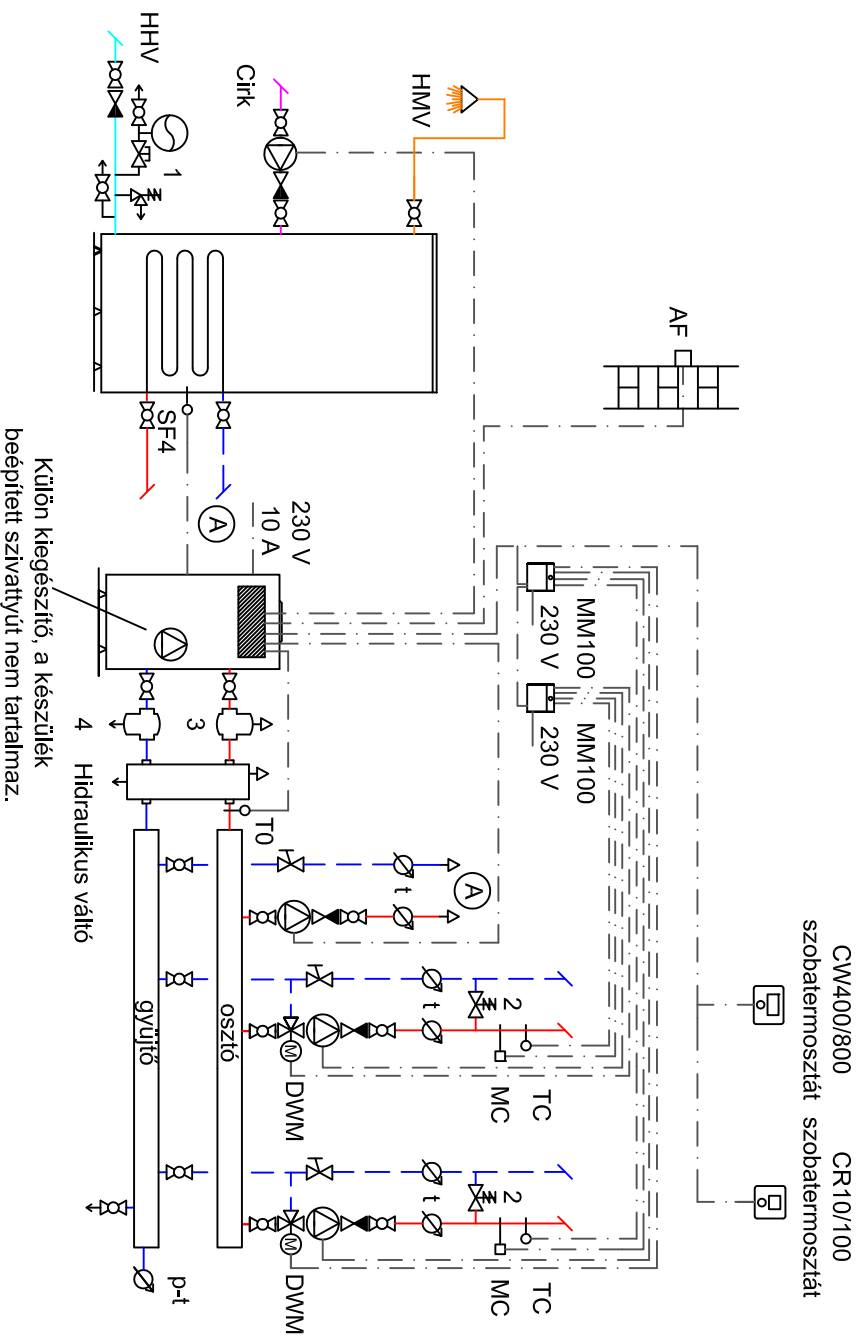 HHV
1
Cirk
HMV
AF
SF4
A
230 V
10 A
Külön kiegészítő, a készülék
beépített szivattyút nem tartalmaz.
MM100
230 V
MM100
230 V
3
4
Hidraulikus váltó
T0
A
t
t
2
t
2
osztó
gyűjtő
M
DWM
MC
TC
M
DWM
MC
TC
p-t
CW400/800
szobatermosztát
CR10/100
szobatermosztát